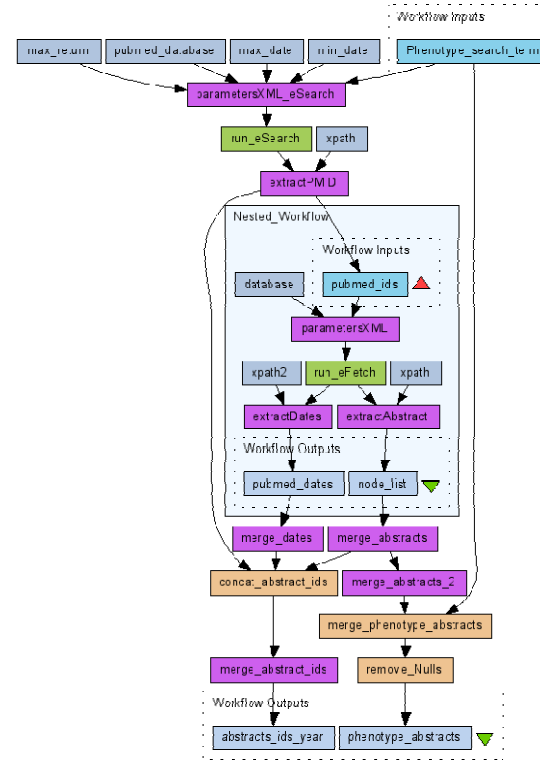 Workflow Inputs
max_return pubmed_database max_date min_date Phenotype_search_term
parametersXML_eSearch
run_eSearch xpath
extractPMID
Nested_Workflow
Workflow Inputs
database pubmed_ids
parametersXML
xpath2 run_eFetch xpath
extractDates extractAbstract
Workflow Outputs
pubmed_dates node_list
merge_dates merge_abstracts
concat_abstract_ids merge_abstracts_2
merge_phenotype_abstracts
merge_abstract_ids remove_Nulls
Workflow Outputs
abstracts_ids_year phenotype_abstracts